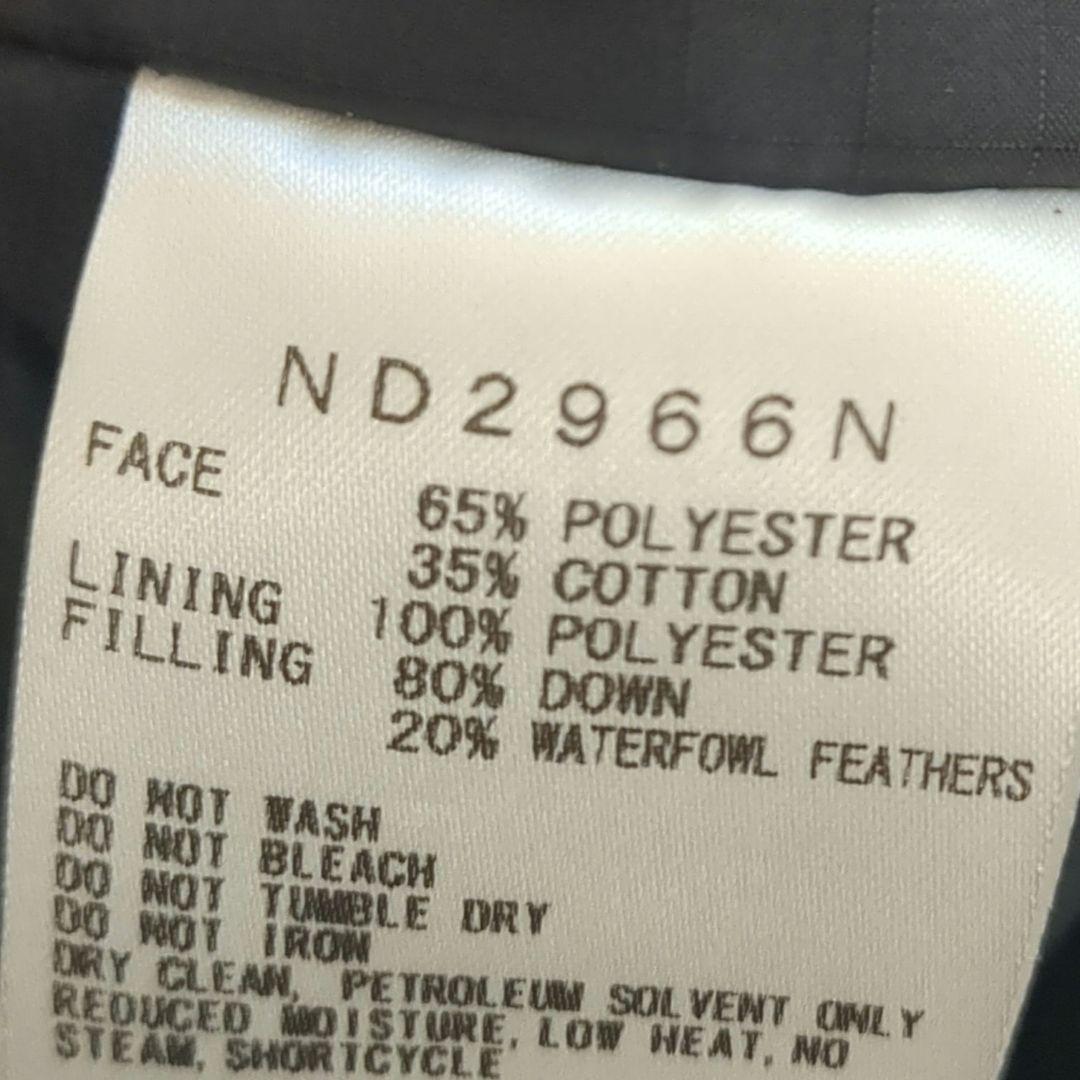 ND2966N
FACE
65% POLYESTER
35% COTTON
LINING 100% POLYESTER
FILLING 80% DOWN
20% WATERFOWL FEATHERS
DO NOT WASH
DO NOT BLEACH
DO NOT TUMBLE DRY
DO NOT IRON
DRY CLEAN, PETROLEUM SOLVENT ONLY
REDUCED MOISTURE, LOW HEAT, NO
STEAM, SHORTCYCLE